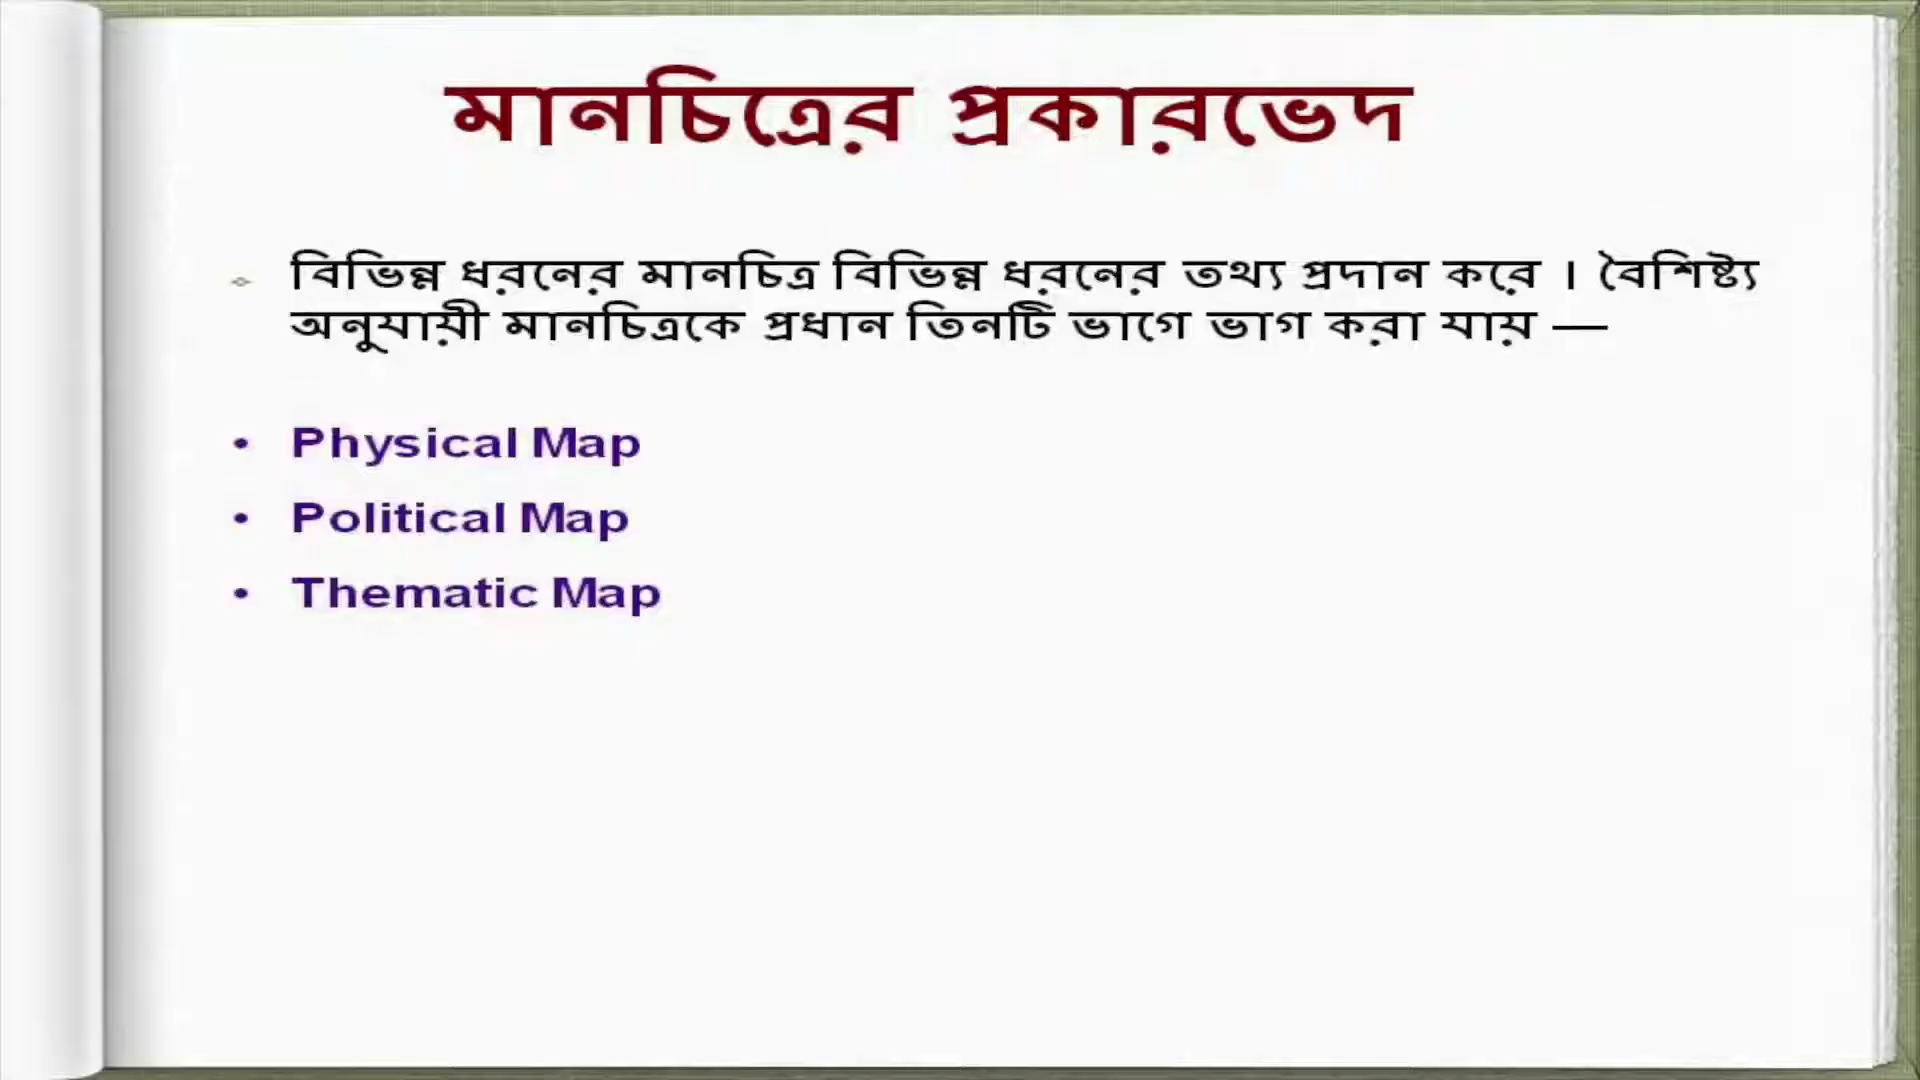 মানচিত্রের প্রকারভেদ
বিভিন্ন ধরনের মানচিত্র বিভিন্ন ধরনের তথ্য প্রদান করে । বৈশিষ্ট্য
অনুযায়ী মানচিত্রকে প্রধান তিনটি ভাগে ভাগ করা যায় —
• Physical Map
• Political Map
• Thematic Map